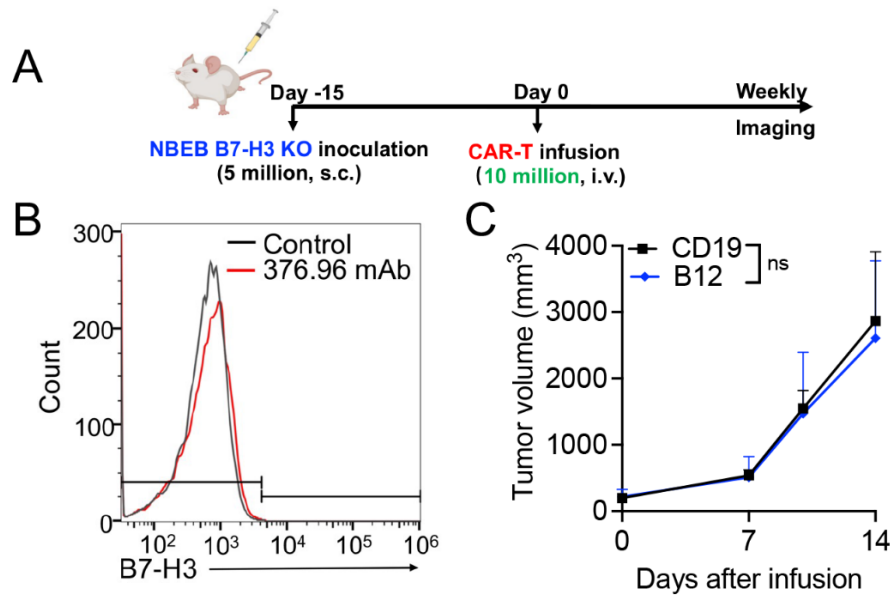 A
Day -15
Day 0
Weekly
Imaging
NBEB B7-H3 KO inoculation
(5 million, s.c.)
CAR-T infusion
(10 million, i.v.)
B
300
200
100
0
Count
Control
376.96 mAb
10² 10³ 10⁴ 10⁵ 10⁶
B7-H3
C
4000
3000
2000
1000
0
Tumor volume (mm³)
CD19
B12
ns
0 7 14
Days after infusion